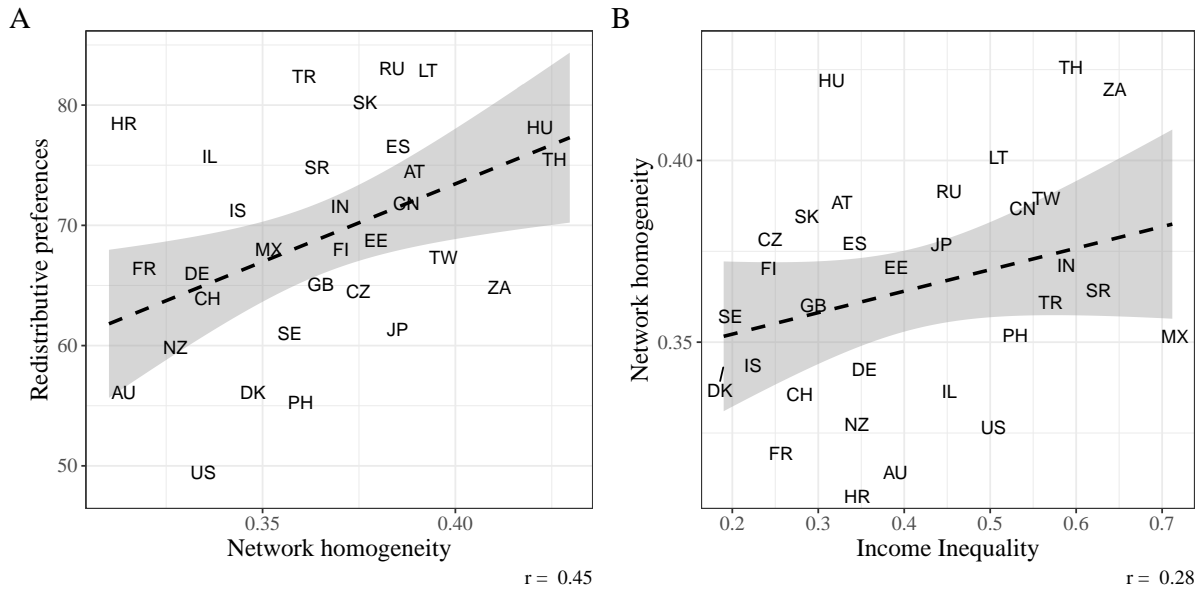 A
Redistributive preferences
80
70
60
50
RU LT
TR
SK
HR
HU
ES
IL
TH
SR
AT
CN
IN
IS
EE
MX FI
TW
FR
DE
GB
ZA
CH
CZ
JP
SE
NZ
AU
DK
PH
US
0.35 0.40
Network homogeneity
r = 0.45
B
Network homogeneity
0.40
0.35
TH
HU
ZA
LT
RU
TW
AT
CN
SK
CZ
ES
JP
FI
EE
IN
SR
TR
GB
SE
PH
MX
IS
DE
DK
CH
IL
NZ
US
FR
AU
HR
0.2 0.3 0.4 0.5 0.6 0.7
Income Inequality
r = 0.28